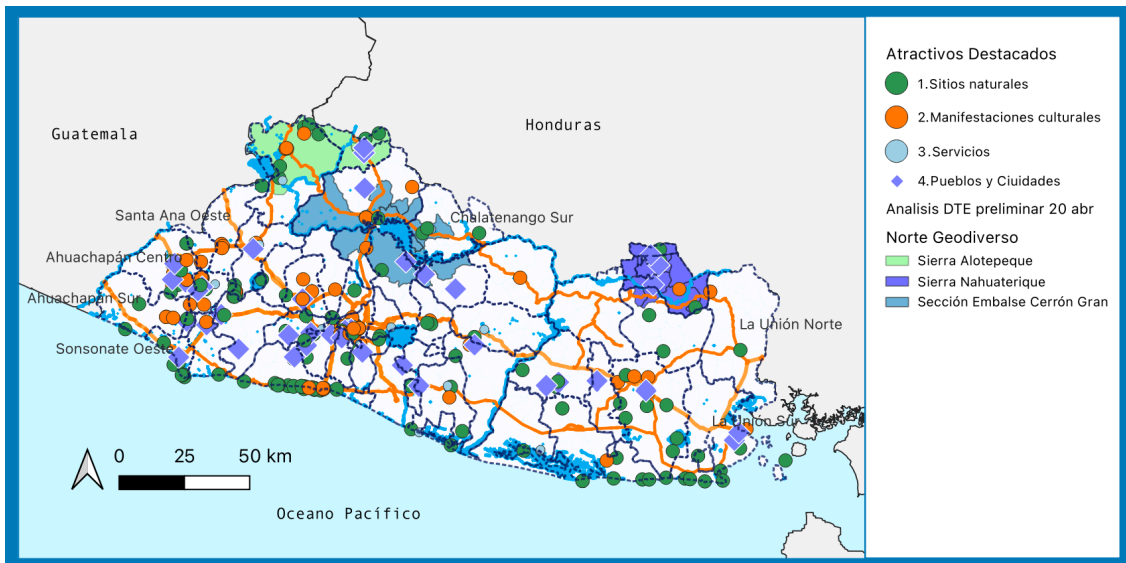 Guatemala
Honduras
Santa Ana Oeste
Chalatenango Sur
Ahuachapán Centro
Ahuachapán Sur
La Unión Norte
Sonsonate Oeste
La Unión Sur
0 25 50 km
Oceano Pacífico
Atractivos Destacados
1.Sitios naturales
2.Manifestaciones culturales
3.Servicios
4.Pueblos y Ciuidades
Analisis DTE preliminar 20 abr
Norte Geodiverso
Sierra Alotepeque
Sierra Nahuaterique
Sección Embalse Cerrón Gran